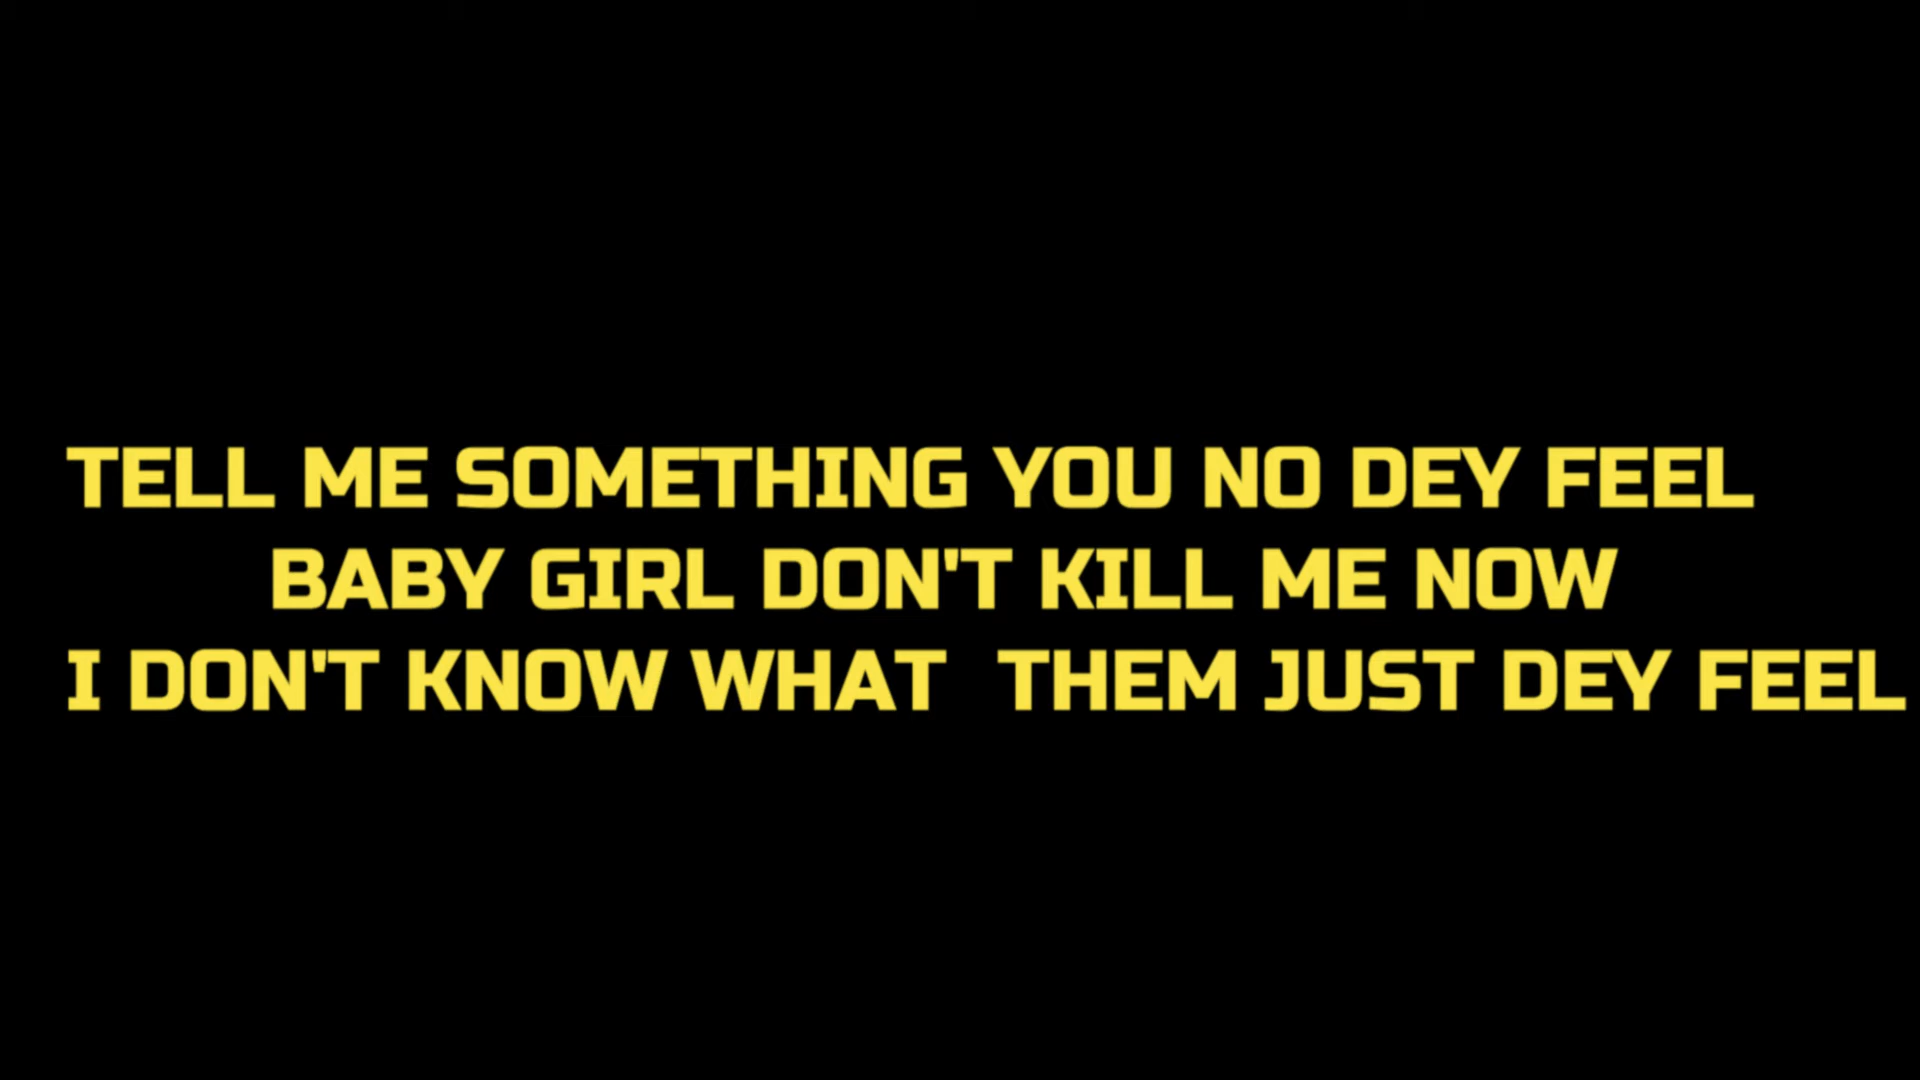 TELL ME SOMETHING YOU NO DEY FEEL
BABY GIRL DON'T KILL ME NOW
I DON'T KNOW WHAT  THEM JUST DEY FEEL